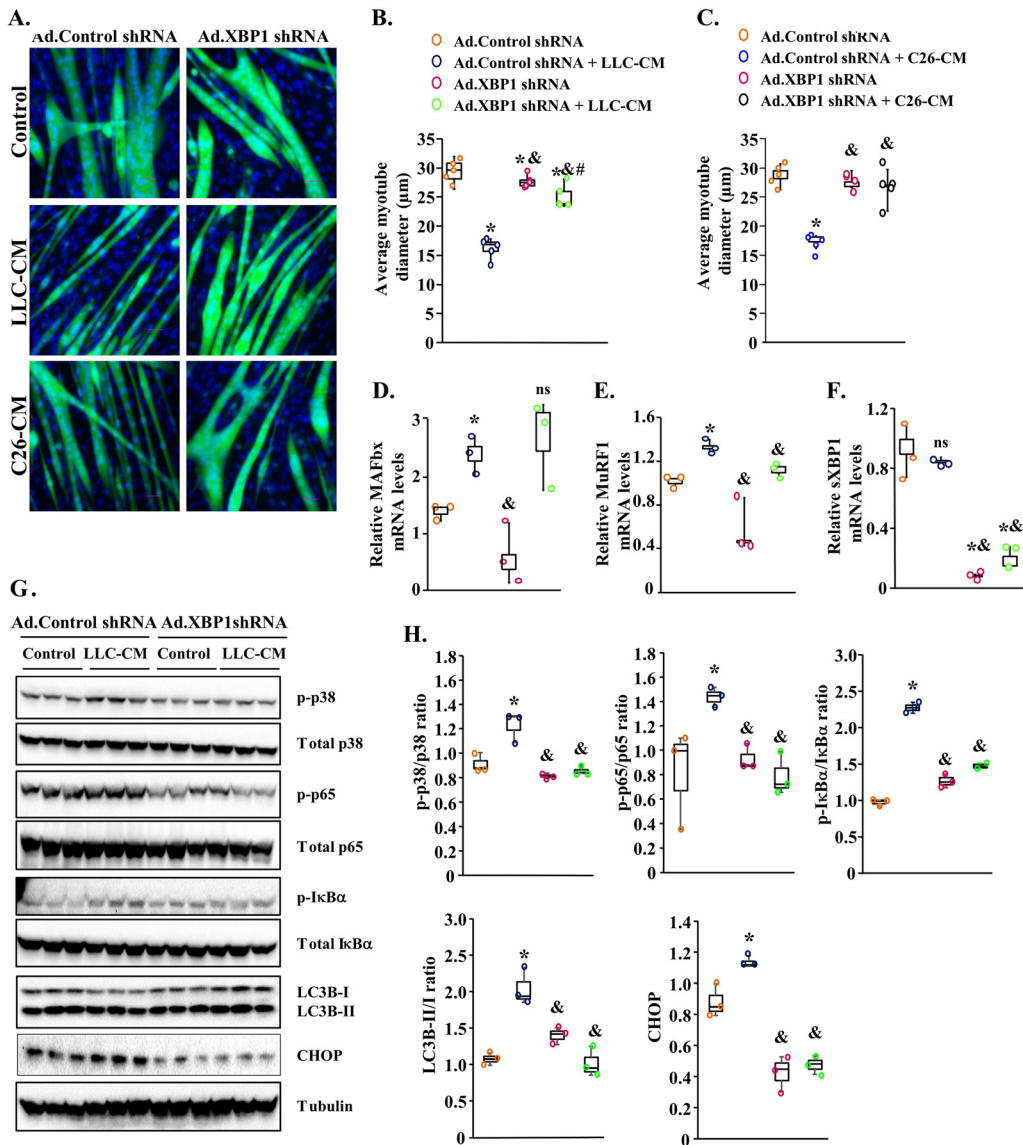 A.
Ad.Control shRNA Ad.XBP1 shRNA
Control
LLC-CM
C26-CM
B.
Ad.Control shRNA
Ad.Control shRNA + LLC-CM
Ad.XBP1 shRNA
Ad.XBP1 shRNA + LLC-CM
Average myotube
diameter (μm)
35
30
25
20
15
10
5
0
*
*&
*&#
C.
Ad.Control shRNA
Ad.Control shRNA + C26-CM
Ad.XBP1 shRNA
Ad.XBP1 shRNA + C26-CM
Average myotube
diameter (μm)
35
30
25
20
15
10
5
0
*
&
&
D.
Relative MAFbx
mRNA levels
3
2
1
0
*
&
ns
E.
Relative MuRF1
mRNA levels
1.6
1.2
0.8
0.4
0
*
&
&
F.
Relative sXBP1
mRNA levels
1.2
0.8
0.4
0
ns
*&
*&
G.
Ad.Control shRNA Ad.XBP1shRNA
Control LLC-CM Control LLC-CM
p-p38
Total p38
p-p65
Total p65
p-IκBα
Total IκBα
LC3B-I
LC3B-II
CHOP
Tubulin
H.
p-p38/p38 ratio
1.6
1.4
1.2
1.0
0.8
0.6
0.4
0.2
0
*
&
&
p-p65/p65 ratio
1.8
1.6
1.4
1.2
1.0
0.8
0.6
0.4
0.2
0
*
&
&
p-IκBα/IκBα ratio
3.0
2.5
2.0
1.5
1.0
0.5
0
*
&
&
LC3B-II/I ratio
3.0
2.5
2.0
1.5
1.0
0.5
0
*
&
&
CHOP
1.4
1.2
1.0
0.8
0.6
0.4
0.2
0
*
&
&